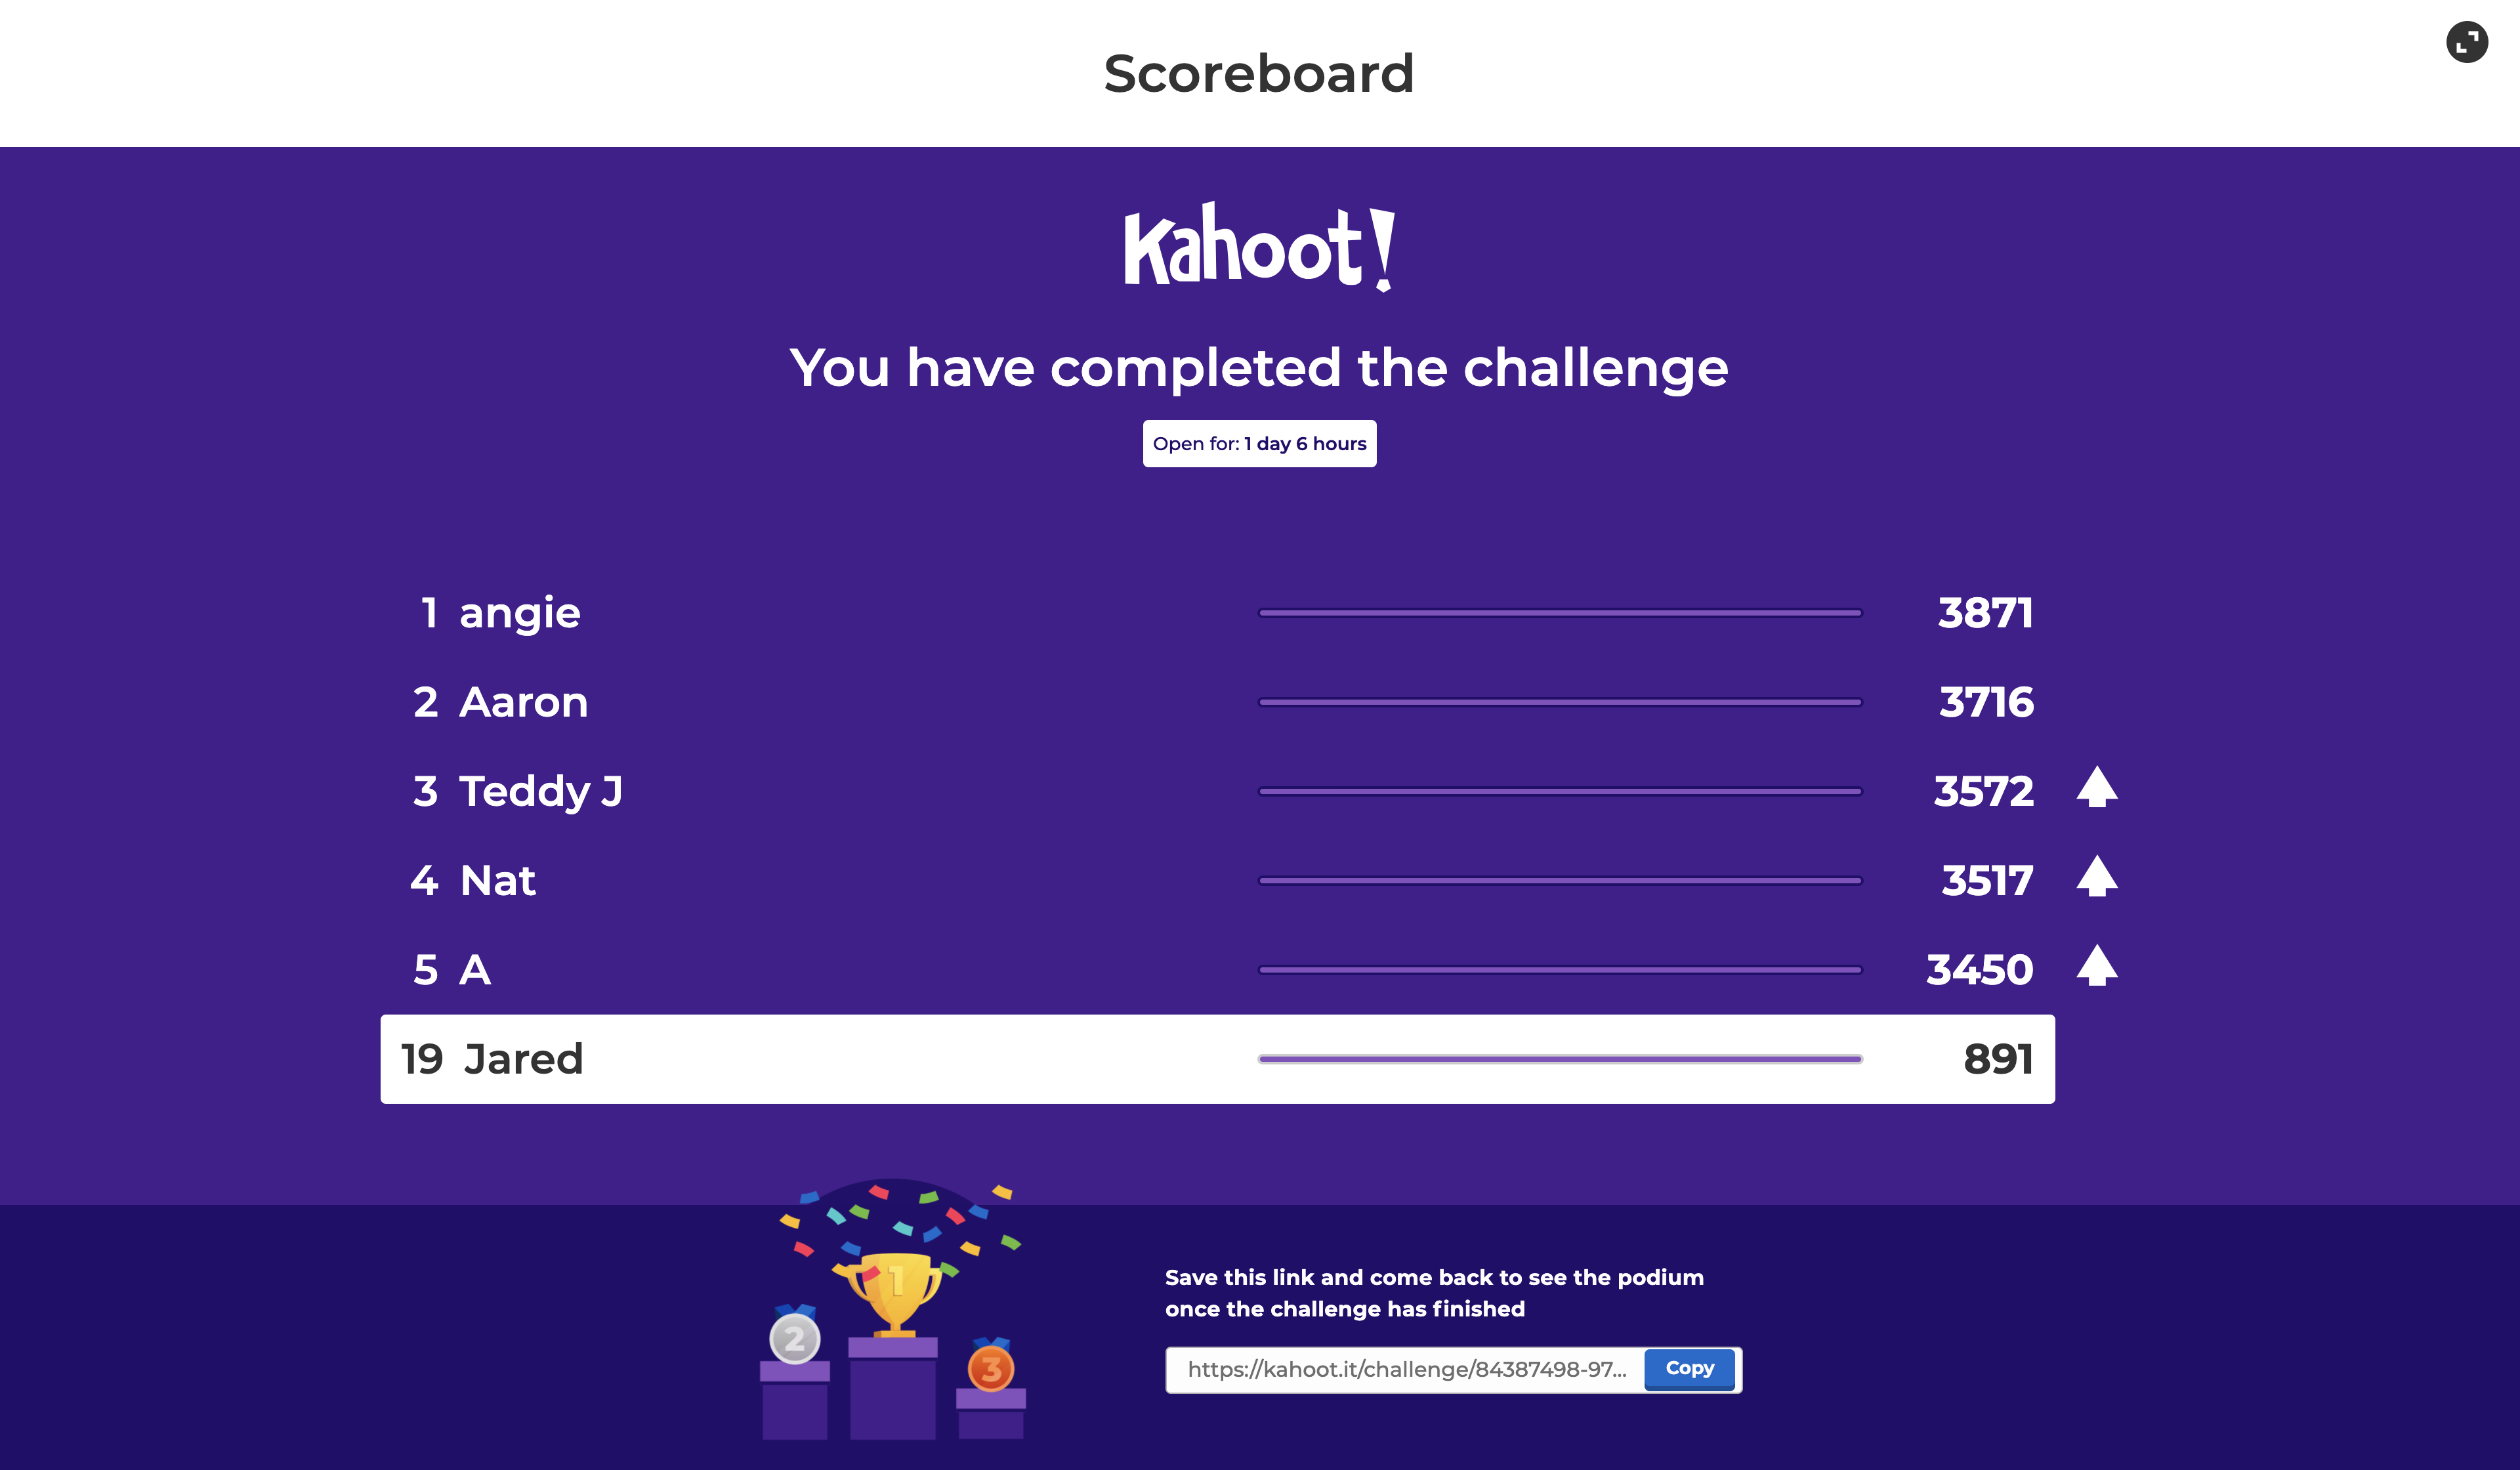 Scoreboard
Kahoot!
You have completed the challenge
Open for: 1 day 6 hours
1 angie 3871
2 Aaron 3716
3 Teddy J 3572
4 Nat 3517
5 A 3450
19 Jared 891
1
2
3
Save this link and come back to see the podium
once the challenge has finished
https://kahoot.it/challenge/84387498-97... Copy